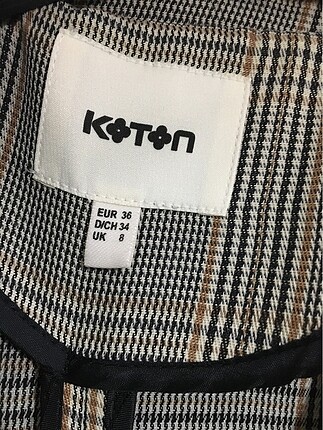 KOTON
EUR 36
D/CH 34
UK 8